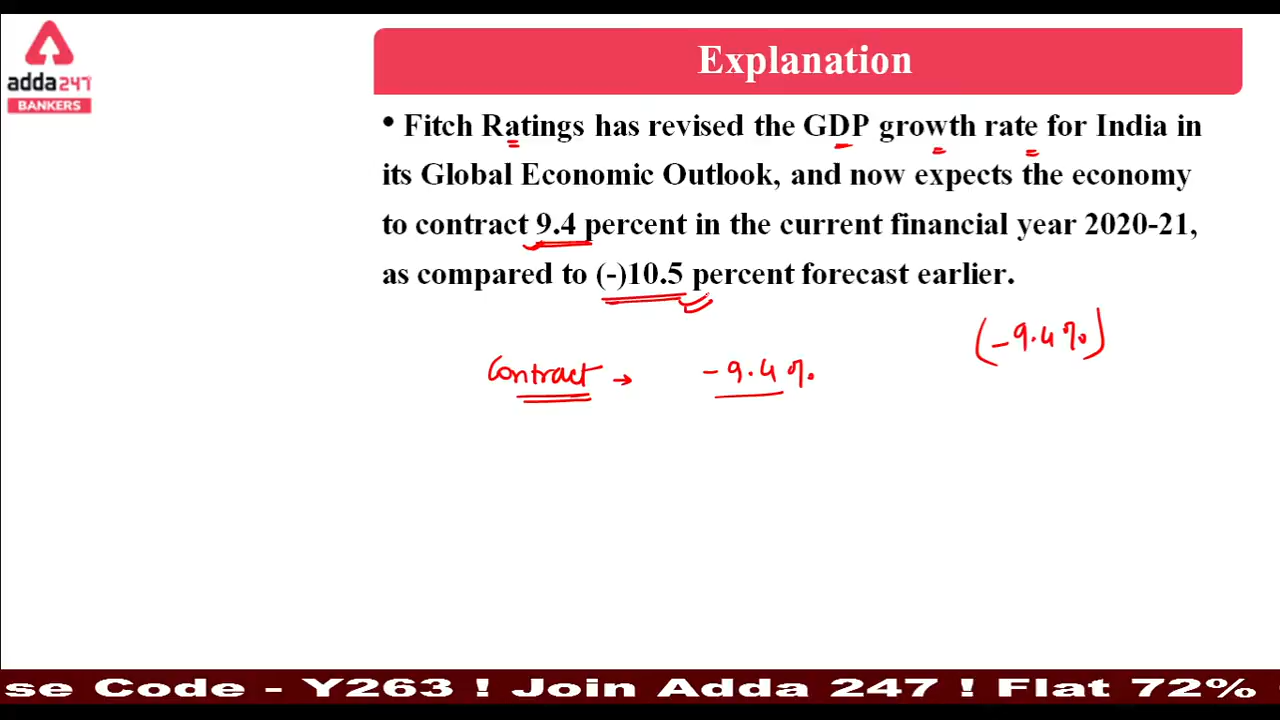 adda247
BANKERS
Explanation
• Fitch Ratings has revised the GDP growth rate for India in
its Global Economic Outlook, and now expects the economy
to contract 9.4 percent in the current financial year 2020-21,
as compared to (-)10.5 percent forecast earlier.
(-9.4%)
Contract → -9.4%
se Code - Y263 ! Join Adda 247 ! Flat 72%